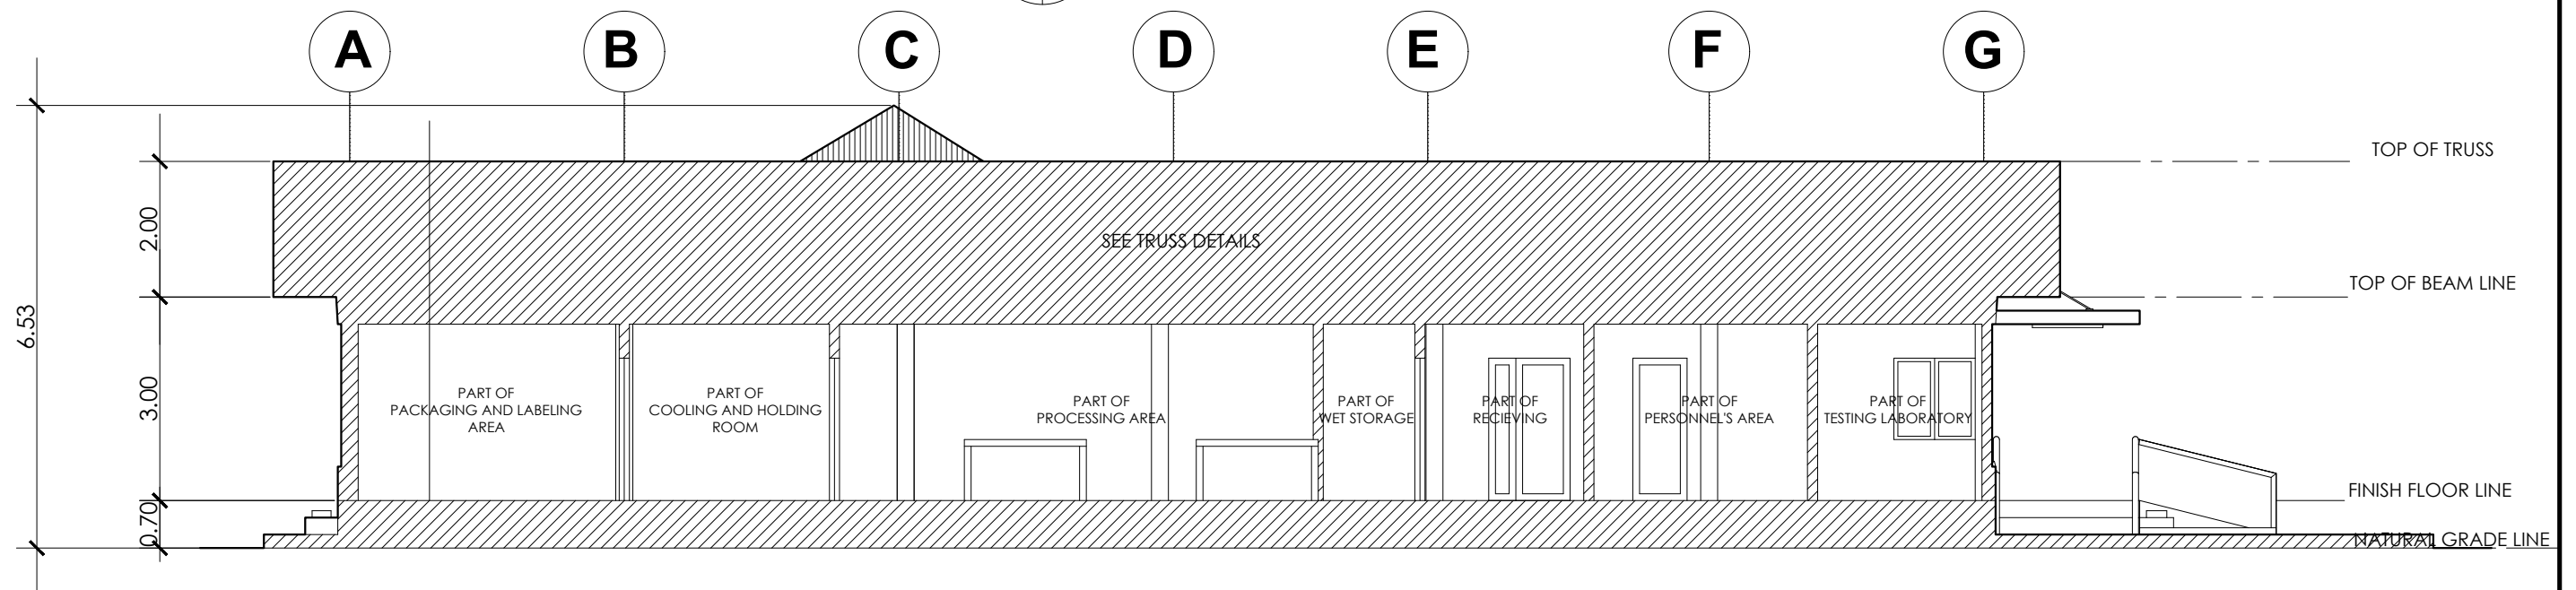 A
B
C
D
E
F
G
TOP OF TRUSS
2.00
SEE TRUSS DETAILS
TOP OF BEAM LINE
6.53
3.00
PART OF
PACKAGING AND LABELING
AREA
PART OF
COOLING AND HOLDING
ROOM
PART OF
PROCESSING AREA
PART OF
WET STORAGE
PART OF
RECIEVING
PART OF
PERSONNEL'S AREA
PART OF
TESTING LABORATORY
FINISH FLOOR LINE
0.70
NATURAL GRADE LINE